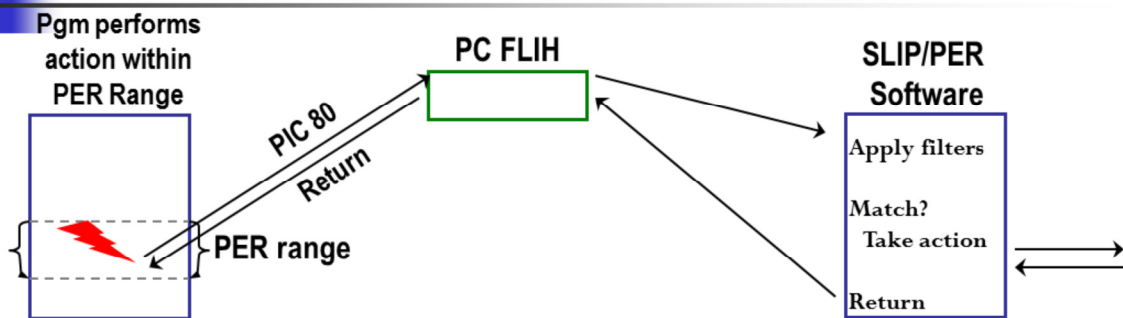 Pgm performs
action within
PER Range
PC FLIH
SLIP/PER
Software
PIC 80
Return
PER range
Apply filters
Match?
Take action
Return